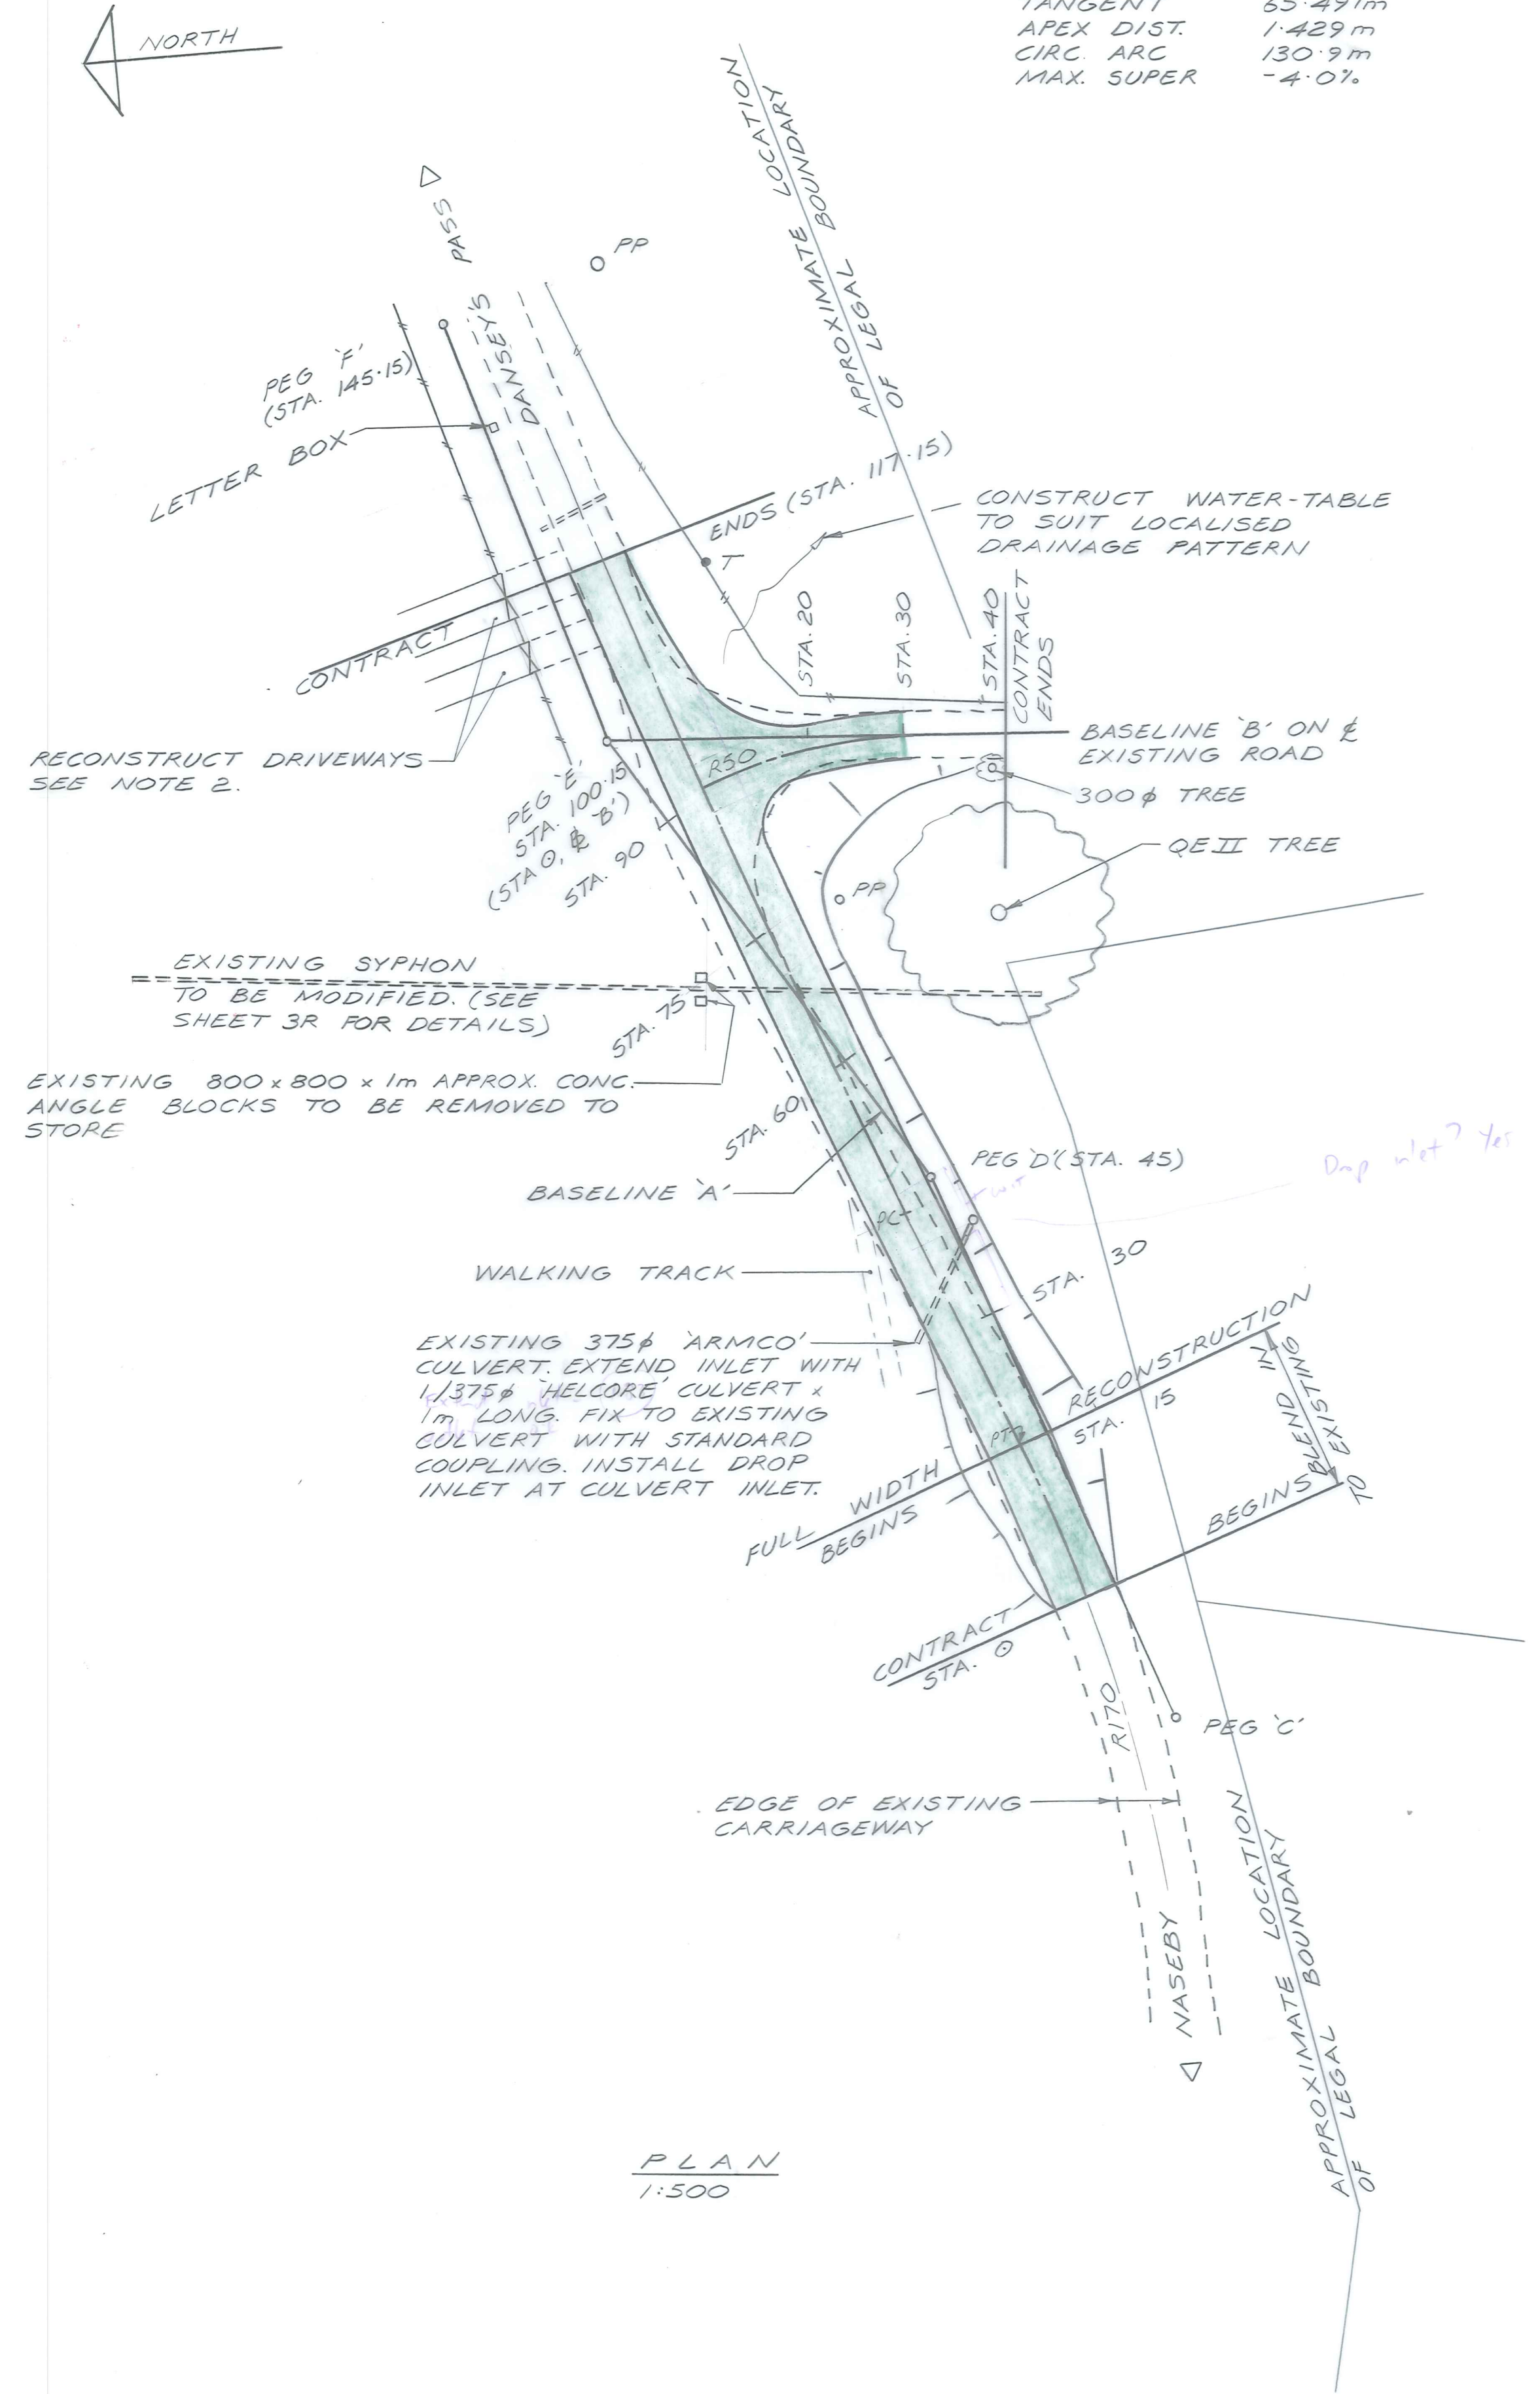 TANGENT 65·491m
APEX DIST. 1·429m
CIRC. ARC 130·9m
MAX. SUPER -4·0%
NORTH
APPROXIMATE LOCATION
OF LEGAL BOUNDARY
DANSEY'S PASS
PP
PEG 'F'
(STA. 145·15)
LETTER BOX
CONTRACT ENDS (STA. 117·15)
CONSTRUCT WATER-TABLE
TO SUIT LOCALISED
DRAINAGE PATTERN
T
STA. 20
STA. 30
STA. 40
CONTRACT
ENDS
RECONSTRUCT DRIVEWAYS
SEE NOTE 2.
BASELINE 'B' ON ℄
EXISTING ROAD
R50
300φ TREE
PEG 'E'
STA. 100·15
(STA 0, ℄ 'B')
STA. 90
QE II TREE
PP
EXISTING SYPHON
TO BE MODIFIED. (SEE
SHEET 3R FOR DETAILS)
STA. 75
EXISTING 800 x 800 x 1m APPROX. CONC.
ANGLE BLOCKS TO BE REMOVED TO
STORE
STA. 60
PEG 'D' (STA. 45)
Drop inlet? Yes
BASELINE 'A'
PC
WALKING TRACK
STA. 30
EXISTING 375φ 'ARMCO'
CULVERT. EXTEND INLET WITH
1/375φ 'HELCORE' CULVERT x
1m LONG. FIX TO EXISTING
CULVERT WITH STANDARD
COUPLING. INSTALL DROP
INLET AT CULVERT INLET.
FULL WIDTH RECONSTRUCTION
BEGINS
STA. 15
PT
BLEND IN
TO EXISTING
CONTRACT BEGINS
STA. 0
R170
PEG 'C'
EDGE OF EXISTING
CARRIAGEWAY
NASEBY
APPROXIMATE LOCATION
OF LEGAL BOUNDARY
PLAN
1:500